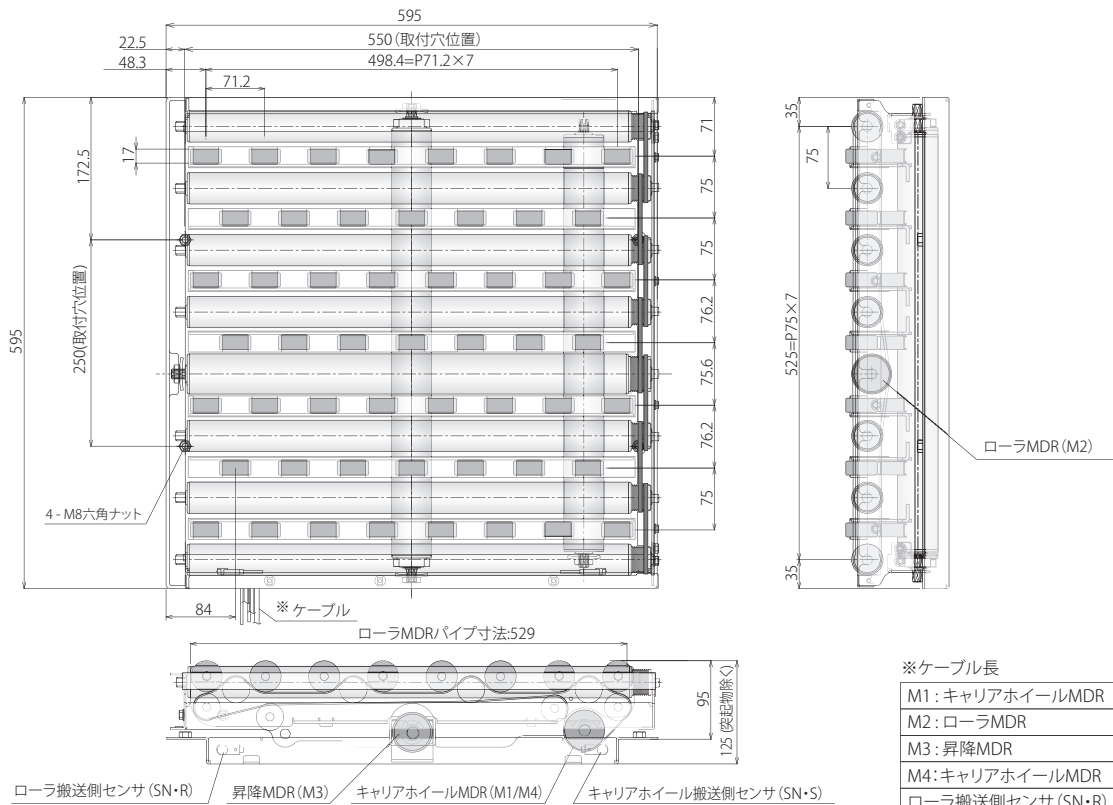 595
550(取付穴位置)
22.5
498.4=P71.2×7
48.3
71.2
17
172.5
250(取付穴位置)
595
4 - M8六角ナット
84
※ ケーブル
71
75
75
76.2
75.6
76.2
75
35
75
525=P75×7
35
ローラMDR(M2)
ローラMDRパイプ寸法:529
95
125(突起物除く)
ローラ搬送側センサ(SN・R)
昇降MDR(M3)
キャリアホイールMDR(M1/M4)
キャリアホイール搬送側センサ(SN・S)
※ケーブル長
M1 : キャリアホイールMDR
M2 : ローラMDR
M3 : 昇降MDR
M4:キャリアホイールMDR
ローラ搬送側センサ(SN・R)